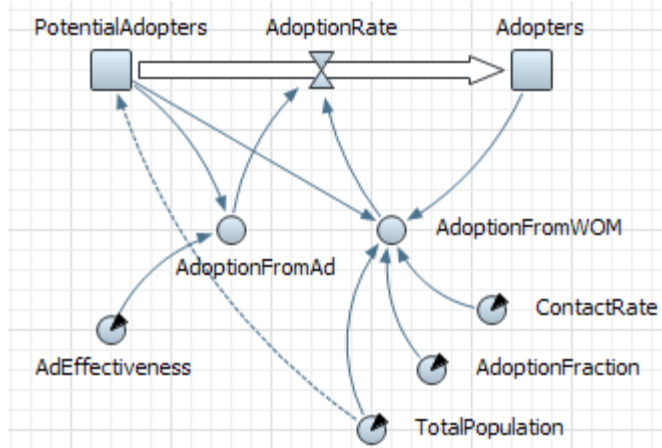 PotentialAdopters
AdoptionRate
Adopters
AdoptionFromWOM
AdoptionFromAd
ContactRate
AdEffectiveness
AdoptionFraction
TotalPopulation